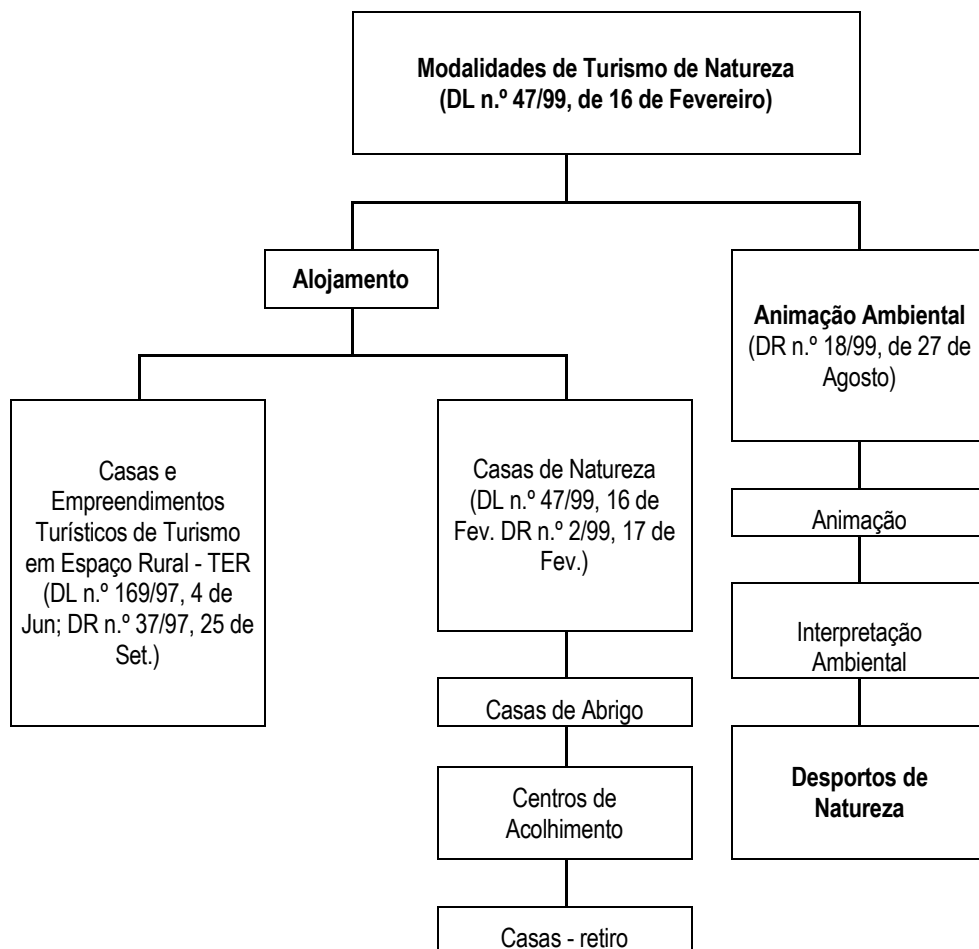 Modalidades de Turismo de Natureza
(DL n.º 47/99, de 16 de Fevereiro)
Alojamento
Animação Ambiental
(DR n.º 18/99, de 27 de
Agosto)
Casas e
Empreendimentos
Turísticos de Turismo
em Espaço Rural - TER
(DL n.º 169/97, 4 de
Jun; DR n.º 37/97, 25 de
Set.)
Casas de Natureza
(DL n.º 47/99, 16 de
Fev. DR n.º 2/99, 17 de
Fev.)
Casas de Abrigo
Centros de
Acolhimento
Casas - retiro
Animação
Interpretação
Ambiental
Desportos de
Natureza